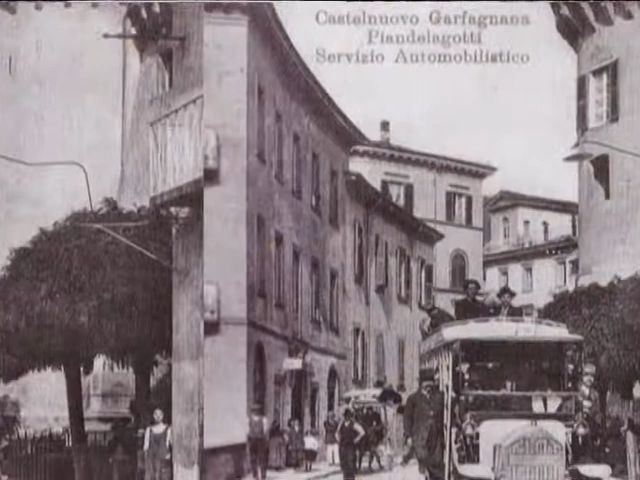 Castelnuovo Garfagnana
Piandelagotti
Servizio Automobilistico